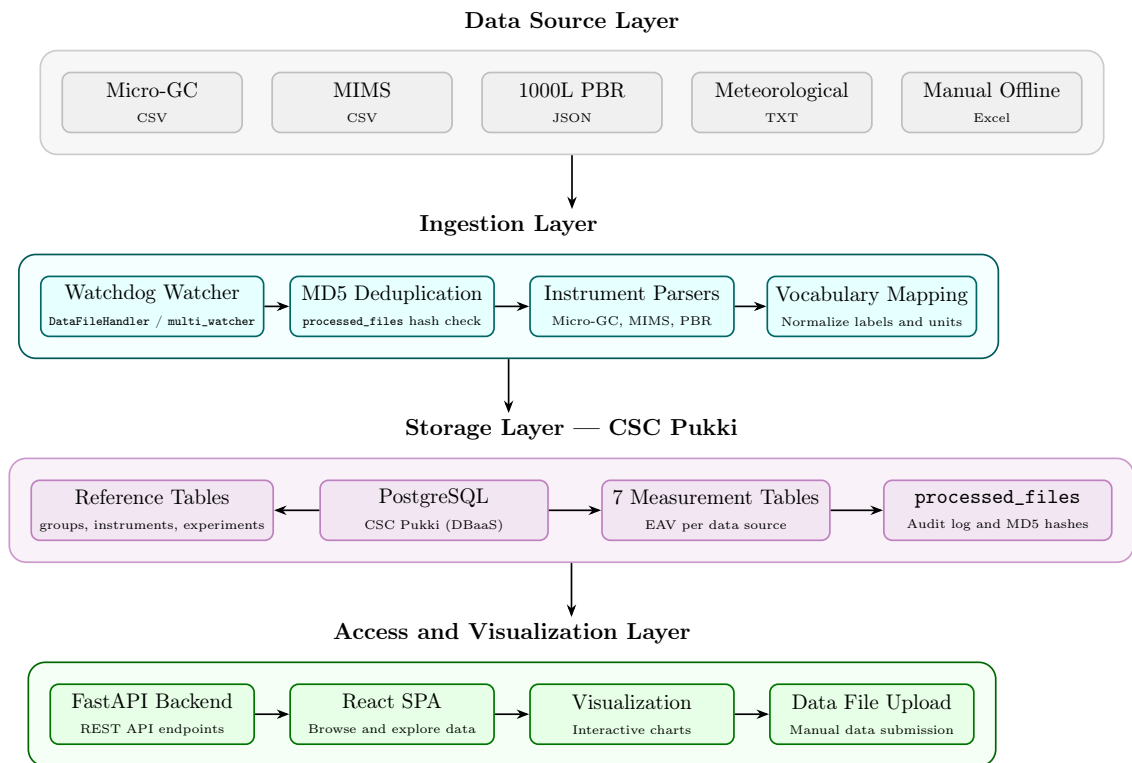 Data Source Layer
Micro-GC
CSV
MIMS
CSV
1000L PBR
JSON
Meteorological
TXT
Manual Offline
Excel
Ingestion Layer
Watchdog Watcher
DataFileHandler / multi_watcher
MD5 Deduplication
processed_files hash check
Instrument Parsers
Micro-GC, MIMS, PBR
Vocabulary Mapping
Normalize labels and units
Storage Layer — CSC Pukki
Reference Tables
groups, instruments, experiments
PostgreSQL
CSC Pukki (DBaaS)
7 Measurement Tables
EAV per data source
processed_files
Audit log and MD5 hashes
Access and Visualization Layer
FastAPI Backend
REST API endpoints
React SPA
Browse and explore data
Visualization
Interactive charts
Data File Upload
Manual data submission